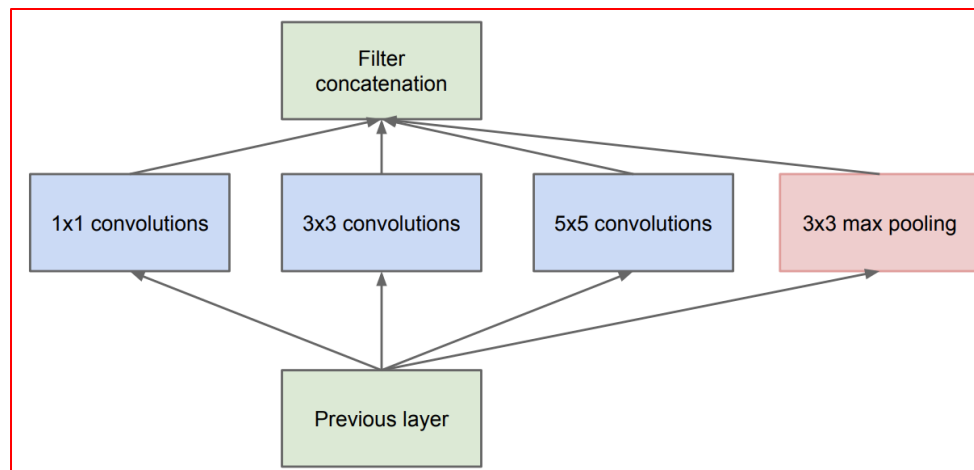 Filter
concatenation
1x1 convolutions
3x3 convolutions
5x5 convolutions
3x3 max pooling
Previous layer